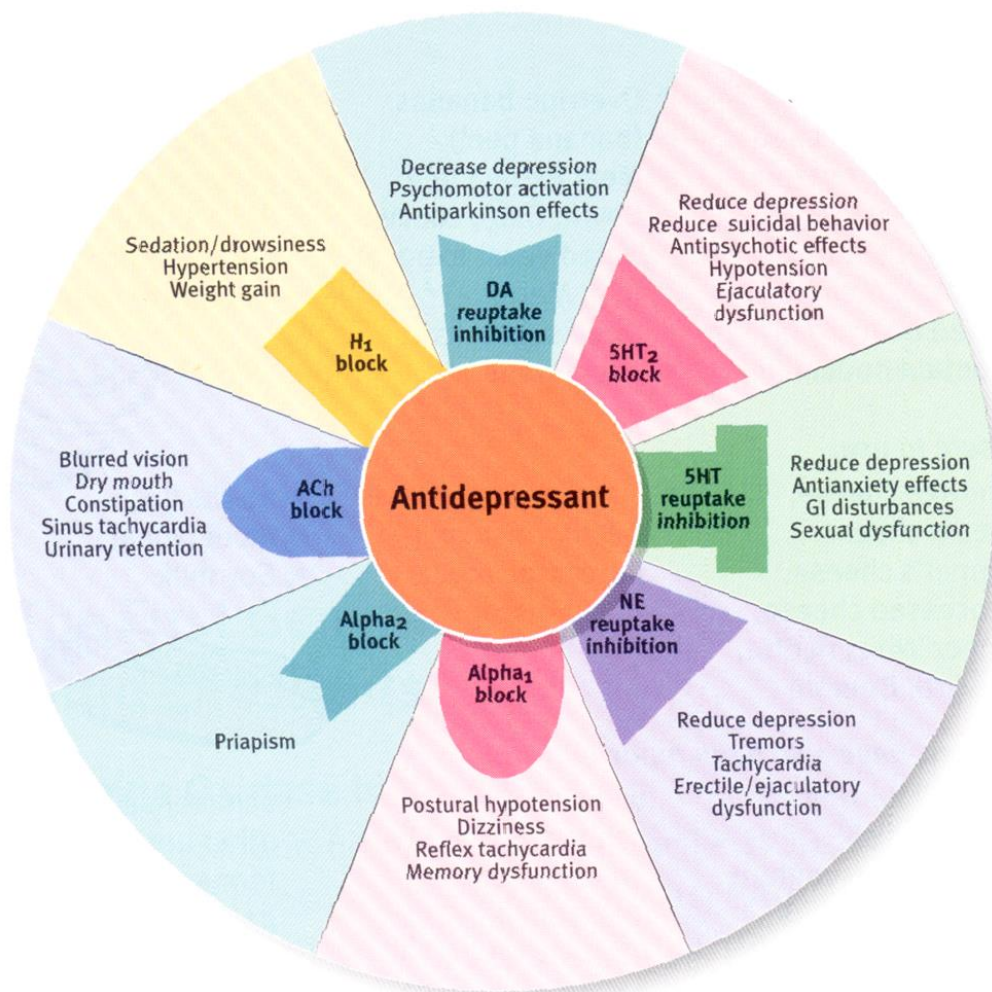 Decrease depression
Psychomotor activation
Antiparkinson effects
DA
reuptake
inhibition
Reduce depression
Reduce suicidal behavior
Antipsychotic effects
Hypotension
Ejaculatory
dysfunction
5HT₂
block
Reduce depression
Antianxiety effects
GI disturbances
Sexual dysfunction
5HT
reuptake
inhibition
NE
reuptake
inhibition
Reduce depression
Tremors
Tachycardia
Erectile/ejaculatory
dysfunction
Alpha₁
block
Postural hypotension
Dizziness
Reflex tachycardia
Memory dysfunction
Alpha₂
block
Priapism
ACh
block
Blurred vision
Dry mouth
Constipation
Sinus tachycardia
Urinary retention
H₁
block
Sedation/drowsiness
Hypertension
Weight gain
Antidepressant